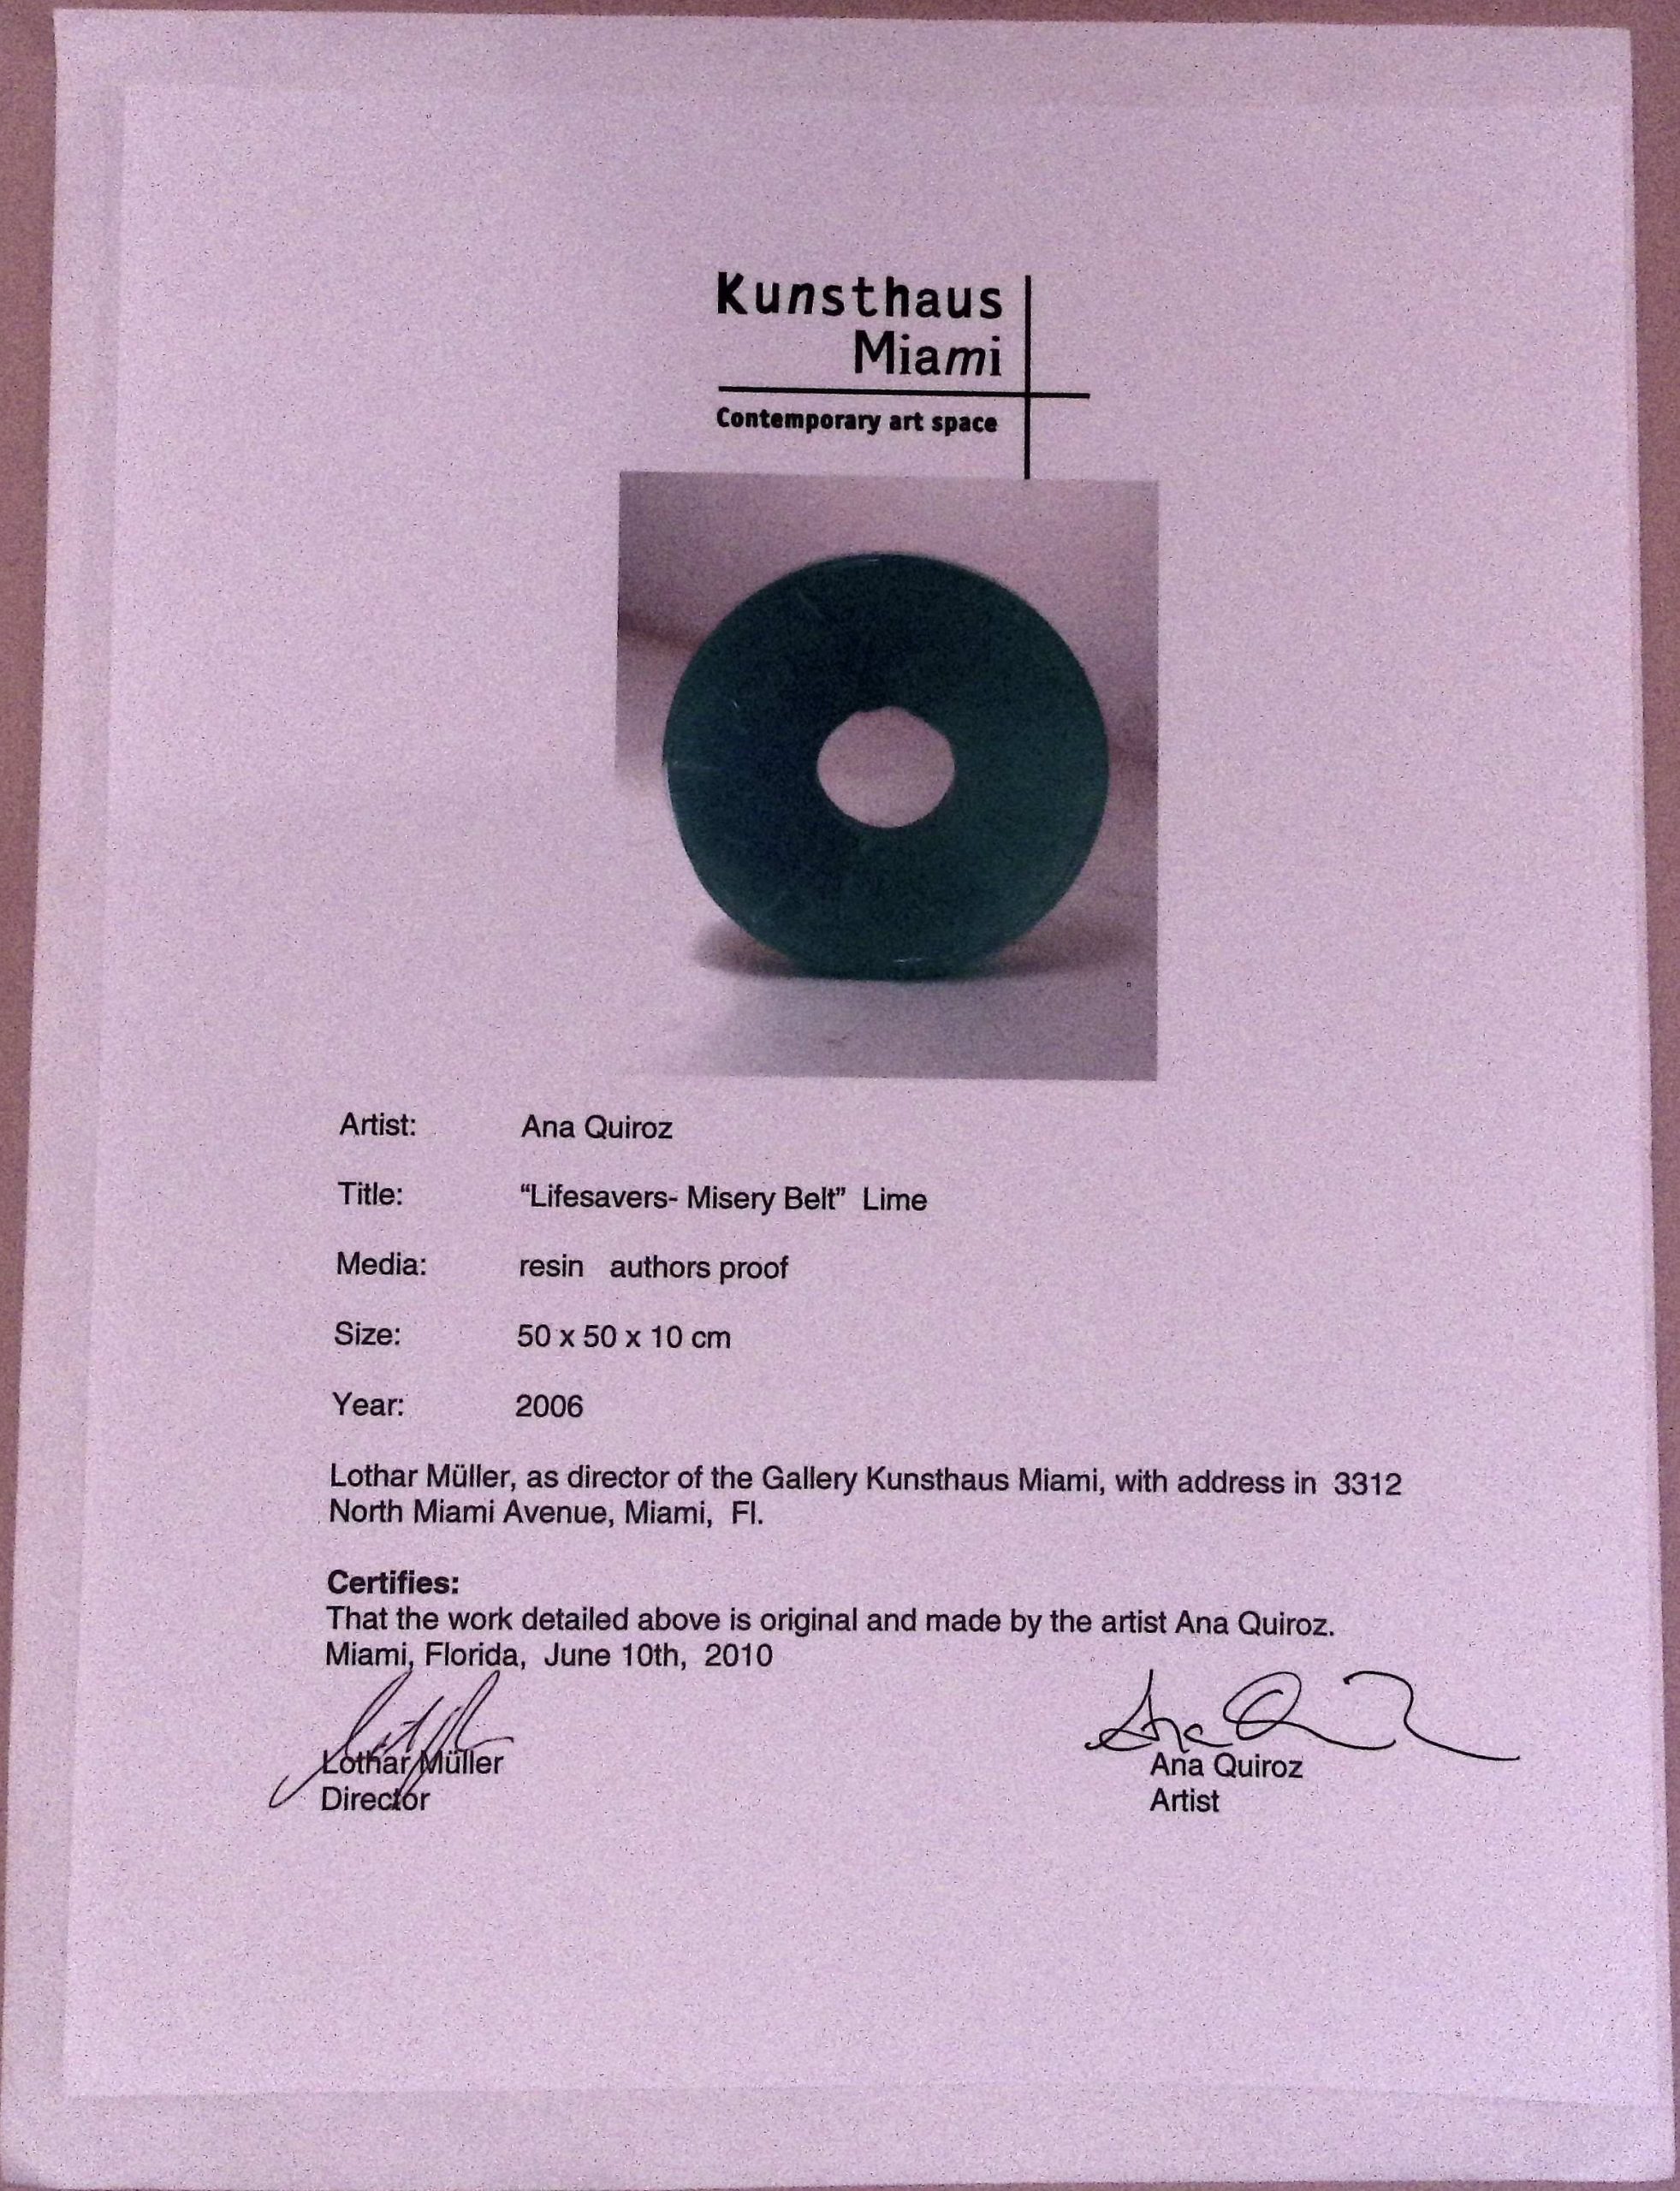 Kunsthaus
Miami
Contemporary art space
Artist: Ana Quiroz
Title: “Lifesavers- Misery Belt” Lime
Media: resin authors proof
Size: 50 x 50 x 10 cm
Year: 2006
Lothar Müller, as director of the Gallery Kunsthaus Miami, with address in 3312
North Miami Avenue, Miami, Fl.
Certifies:
That the work detailed above is original and made by the artist Ana Quiroz.
Miami, Florida, June 10th, 2010
Lothar Müller
Director
Ana Q
Ana Quiroz
Artist